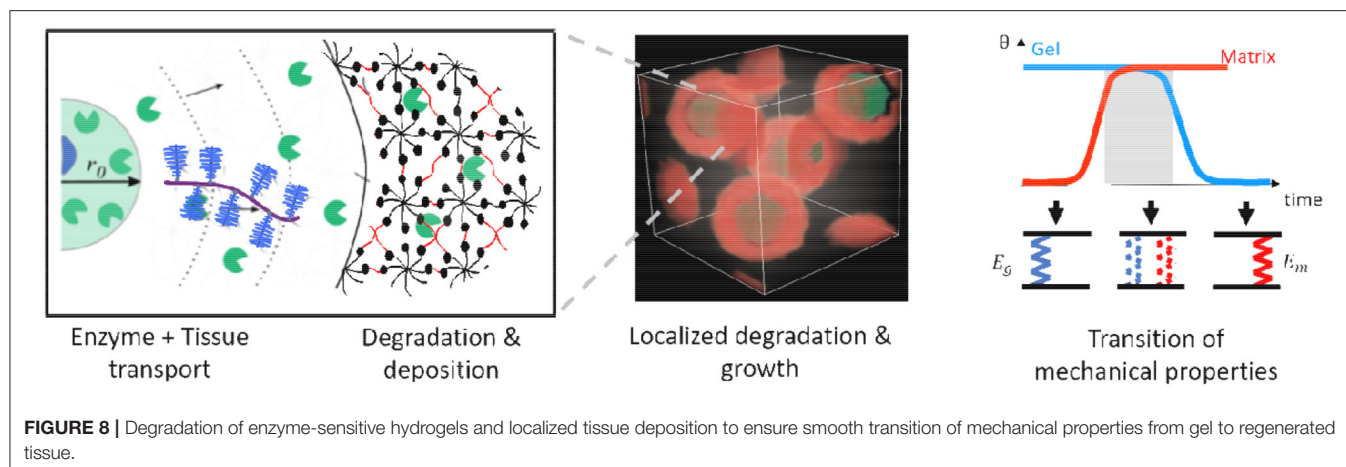 r₀
Enzyme + Tissue
transport
Degradation &
deposition
Localized degradation &
growth
θ
Gel
Matrix
time
E_g
E_m
Transition of
mechanical properties
FIGURE 8 | Degradation of enzyme-sensitive hydrogels and localized tissue deposition to ensure smooth transition of mechanical properties from gel to regenerated
tissue.